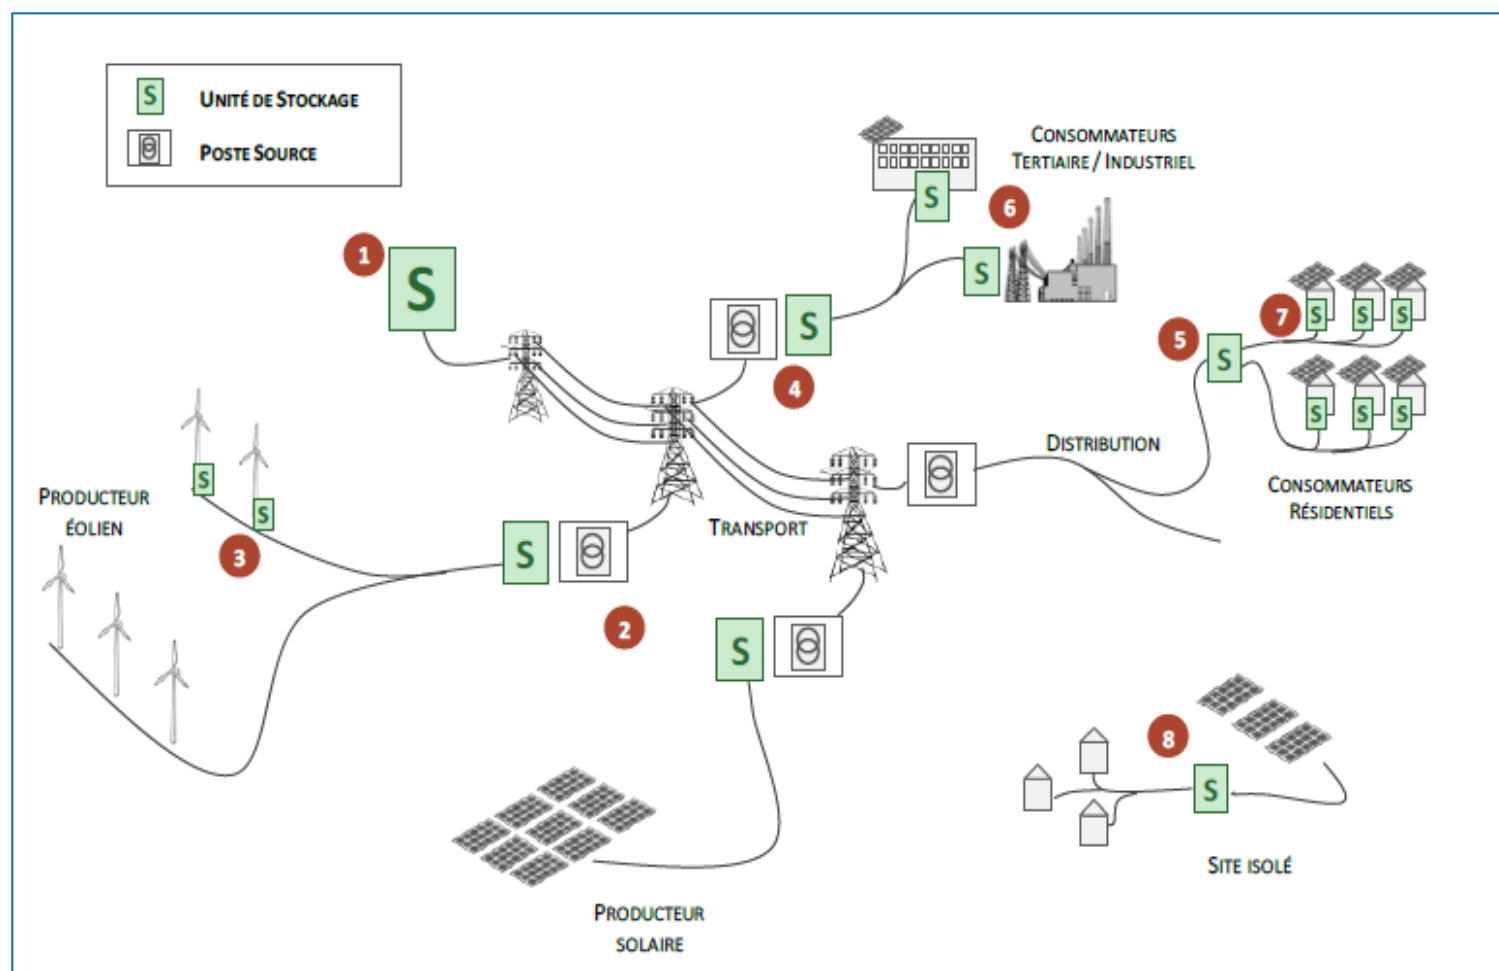 S
UNITÉ DE STOCKAGE
POSTE SOURCE
CONSOMMATEURS
TERTIAIRE / INDUSTRIEL
S
6
1
S
S
S
4
5
S
7
S
S
S
S
S
S
CONSOMMATEURS
RÉSIDENTIELS
DISTRIBUTION
TRANSPORT
PRODUCTEUR
ÉOLIEN
S
S
3
S
2
S
PRODUCTEUR
SOLAIRE
8
S
SITE ISOLÉ